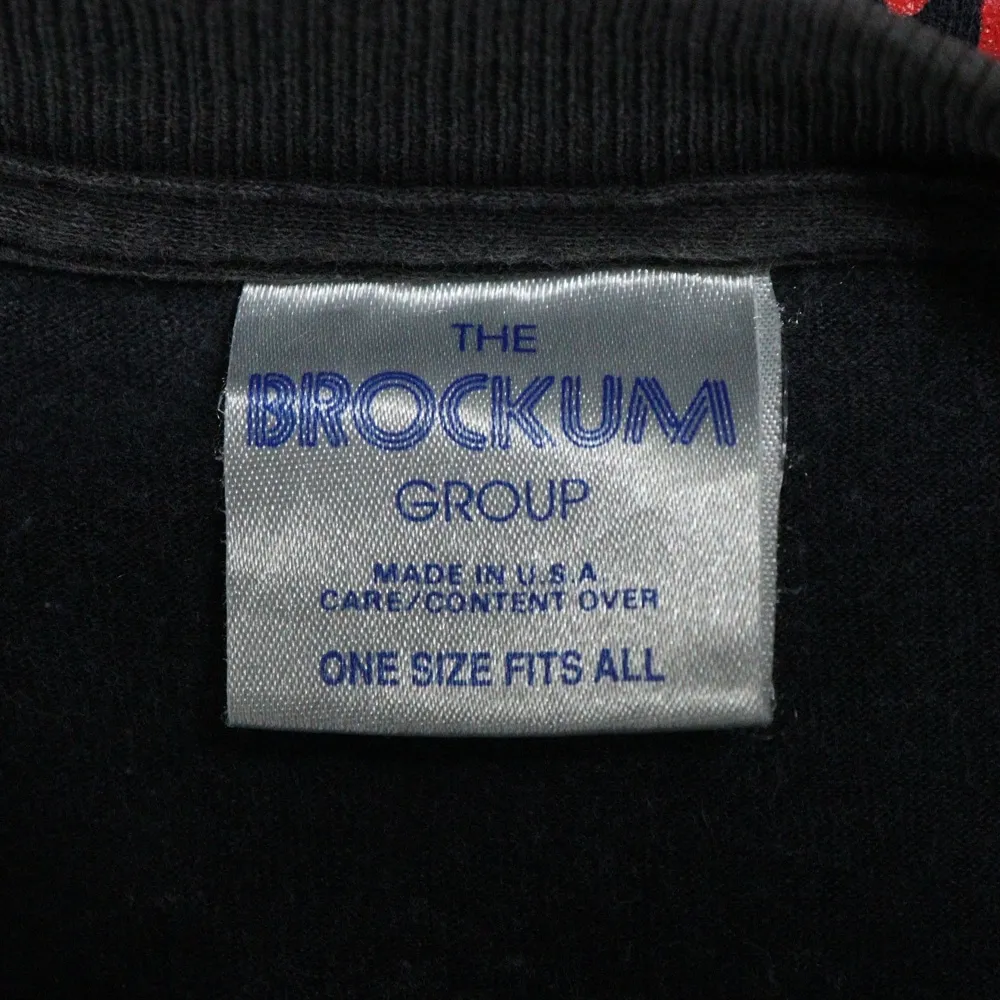 THE
BROCKUM
GROUP
MADE IN U.S.A.
CARE/CONTENT OVER
ONE SIZE FITS ALL